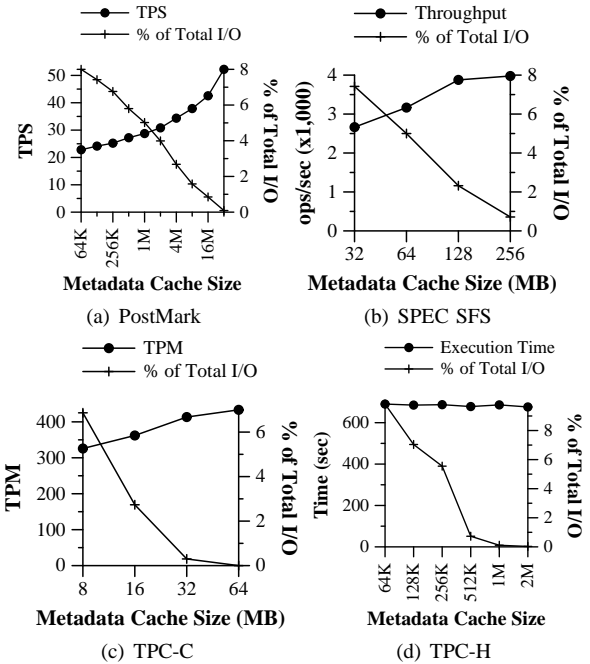 TPS
% of Total I/O
50
40
30
20
10
0
TPS
8
6
4
2
0
% of Total I/O
64K
256K
1M
4M
16M
Metadata Cache Size
(a) PostMark
Throughput
% of Total I/O
4
3
2
1
0
ops/sec (x1,000)
8
6
4
2
0
% of Total I/O
32
64
128
256
Metadata Cache Size (MB)
(b) SPEC SFS
TPM
% of Total I/O
400
300
200
100
0
TPM
6
4
2
0
% of Total I/O
8
16
32
64
Metadata Cache Size (MB)
(c) TPC-C
Execution Time
% of Total I/O
600
400
200
0
Time (sec)
8
6
4
2
0
% of Total I/O
64K
128K
256K
512K
1M
2M
Metadata Cache Size
(d) TPC-H